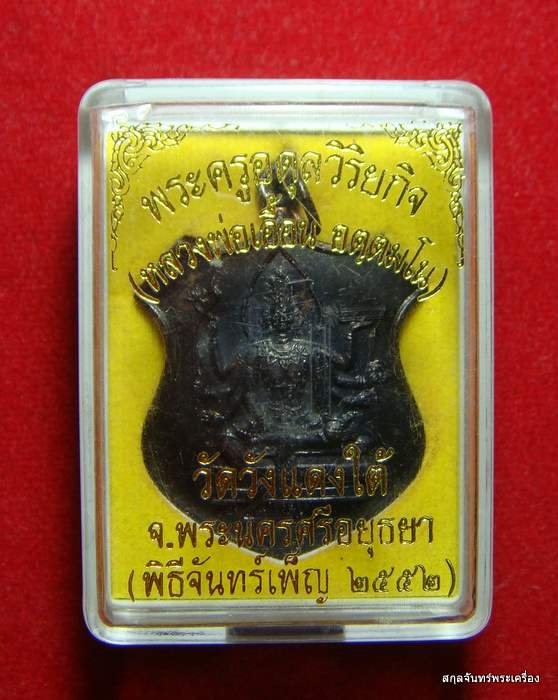 พระครูอดุลวิริยกิจ
(หลวงพ่อเอื้อน อตฺตมโน)
วัดวังแดงใต้
จ.พระนครศรีอยุธยา
(พิธีจันทร์เพ็ญ ๒๕๕๒)
สกุลจันทร์พระเครื่อง